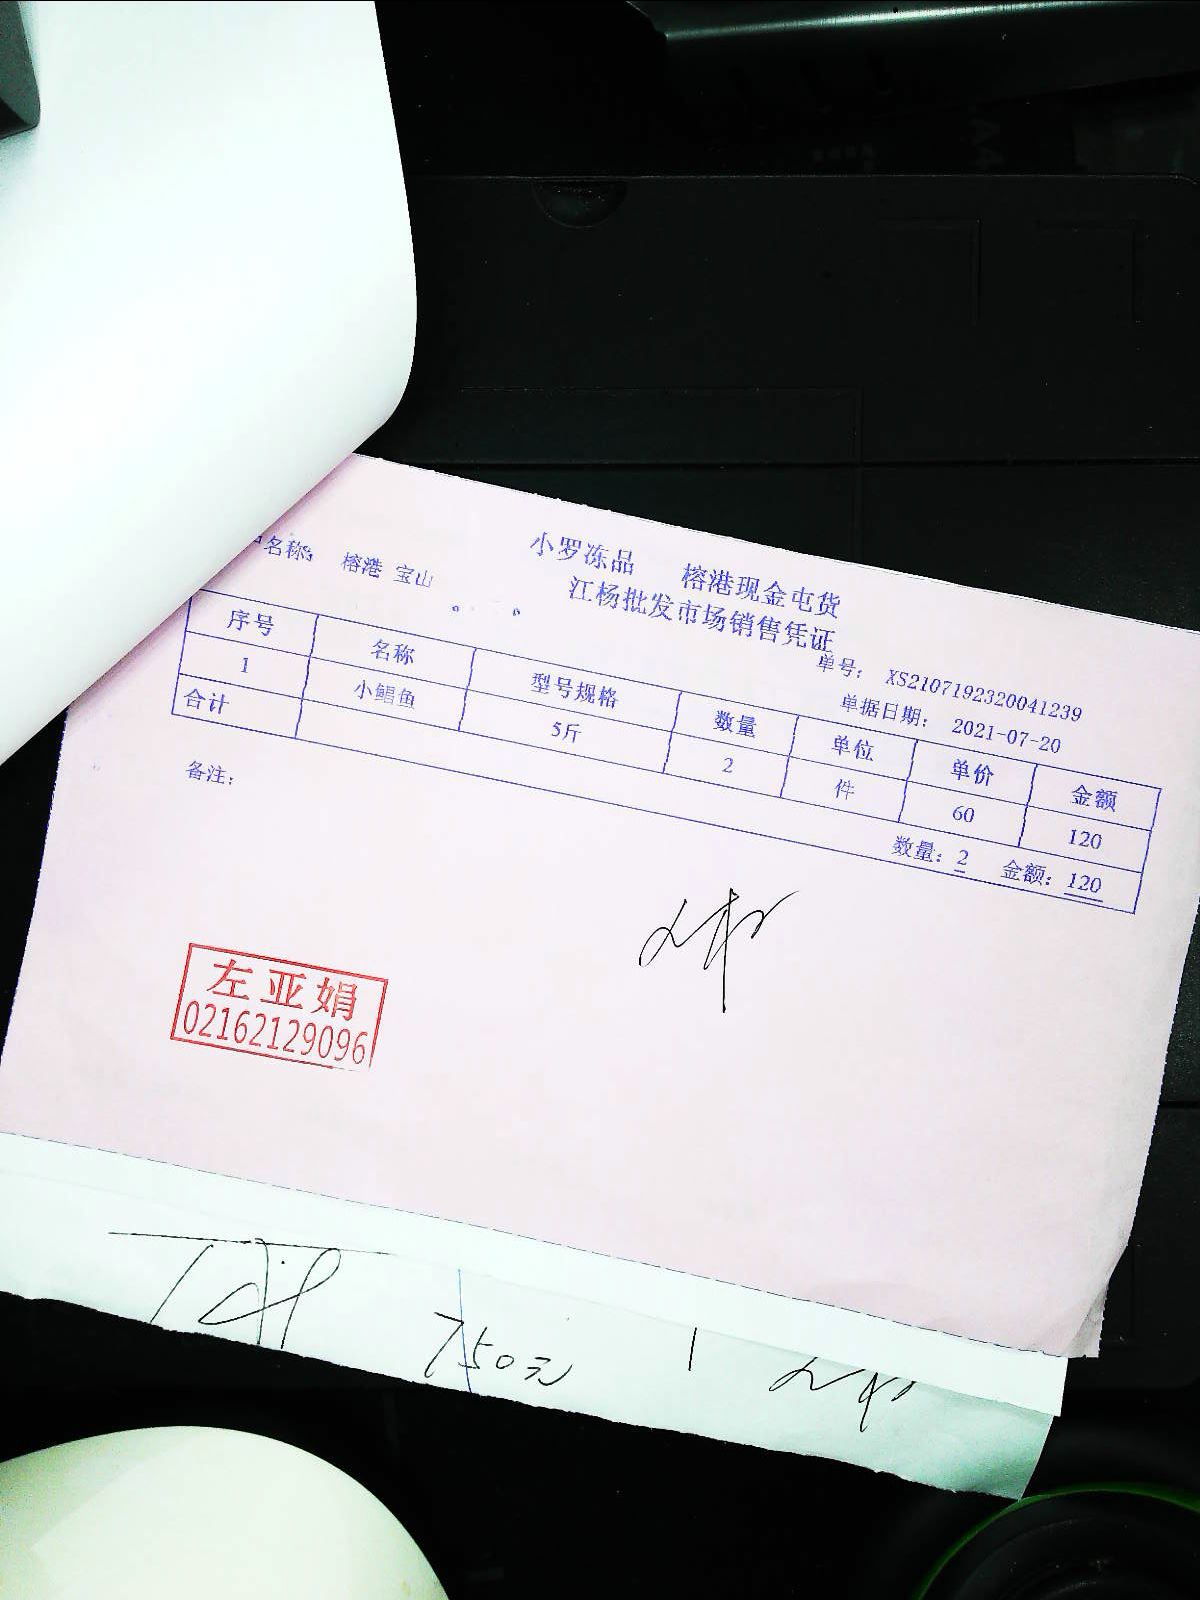 小罗冻品 榕港现金屯货
江杨批发市场销售凭证
名称: 榕港 宝山
单号: XS2107192320041239
单据日期: 2021-07-20
序号 名称 型号规格 数量 单位 单价 金额
1 小鲳鱼 5斤 2 件 60 120
合计 数量: 2 金额: 120
备注:
左亚娟
02162129096
750元